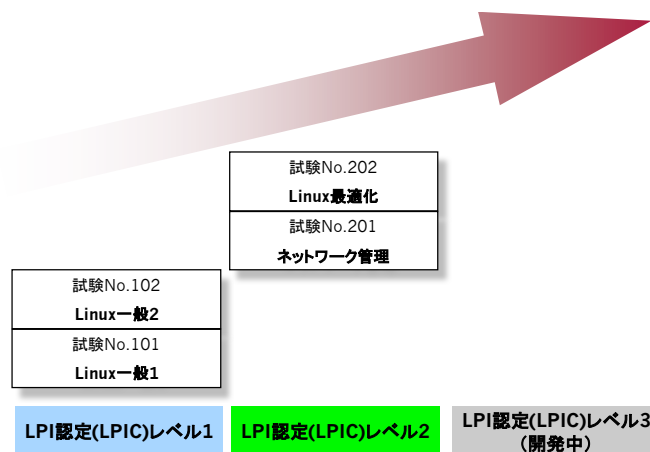 試験No.202
Linux最適化
試験No.201
ネットワーク管理
試験No.102
Linux一般2
試験No.101
Linux一般1
LPI認定(LPIC)レベル1
LPI認定(LPIC)レベル2
LPI認定(LPIC)レベル3
(開発中)